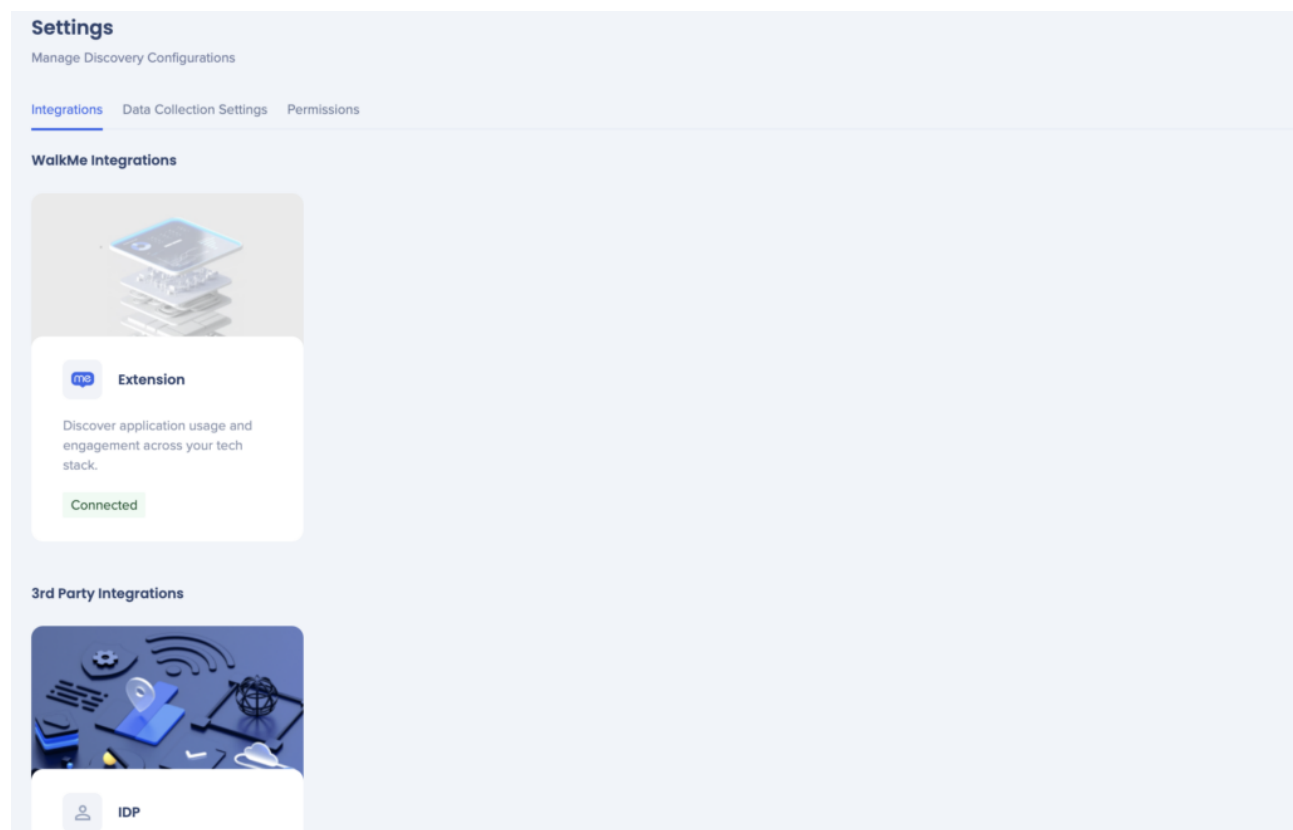 Settings
Manage Discovery Configurations
Integrations Data Collection Settings Permissions
WalkMe Integrations
me Extension
Discover application usage and
engagement across your tech
stack.
Connected
3rd Party Integrations
IDP